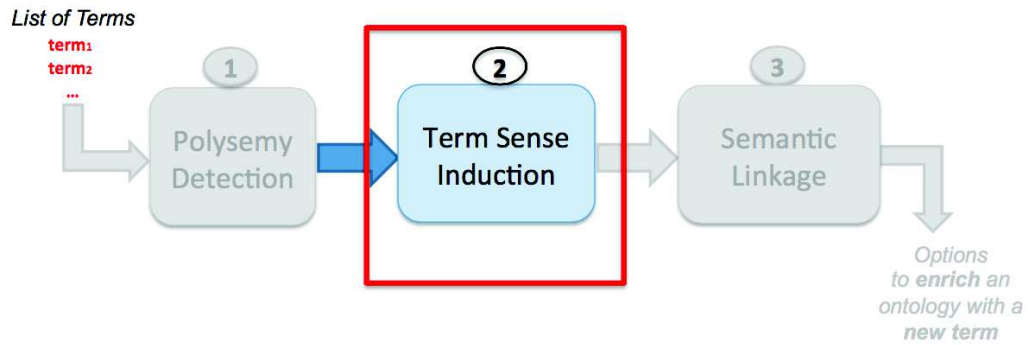 List of Terms
term1
term2
...
1
Polysemy
Detection
2
Term Sense
Induction
3
Semantic
Linkage
Options
to enrich an
ontology with a
new term